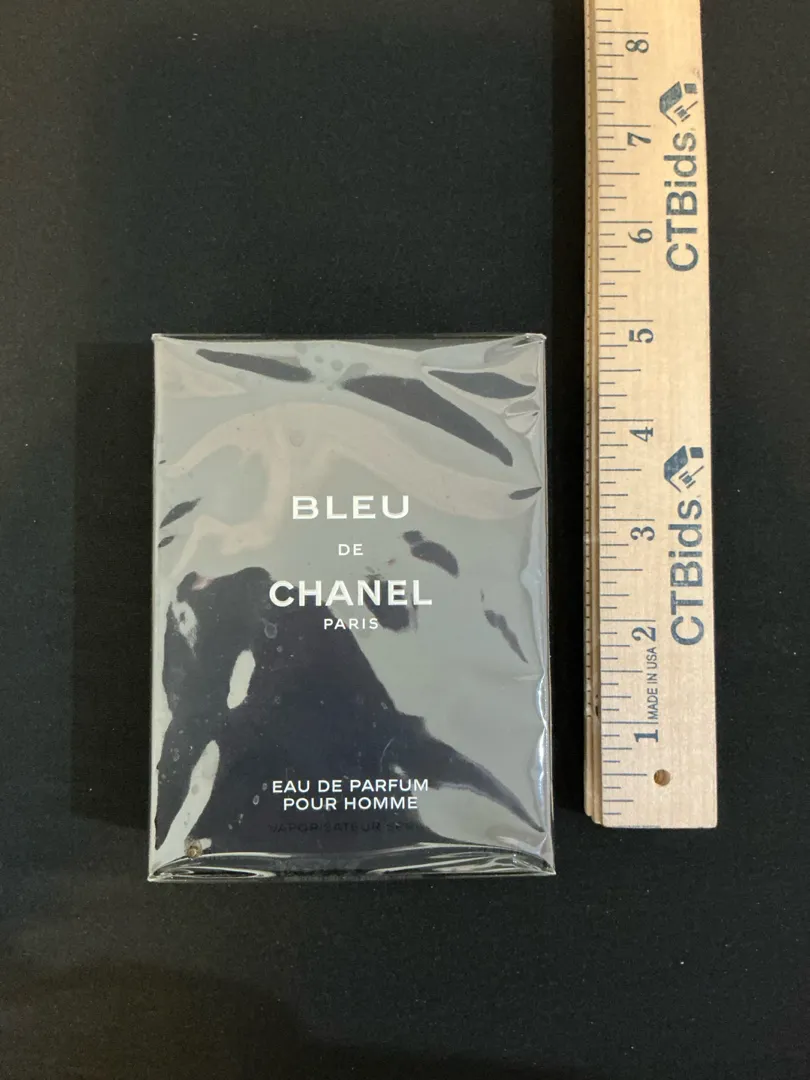 BLEU
DE
CHANEL
PARIS
EAU DE PARFUM
POUR HOMME
VAPORISATEUR
8
7
6
5
4
3
2
1
CTBids
CTBids
MADE IN USA